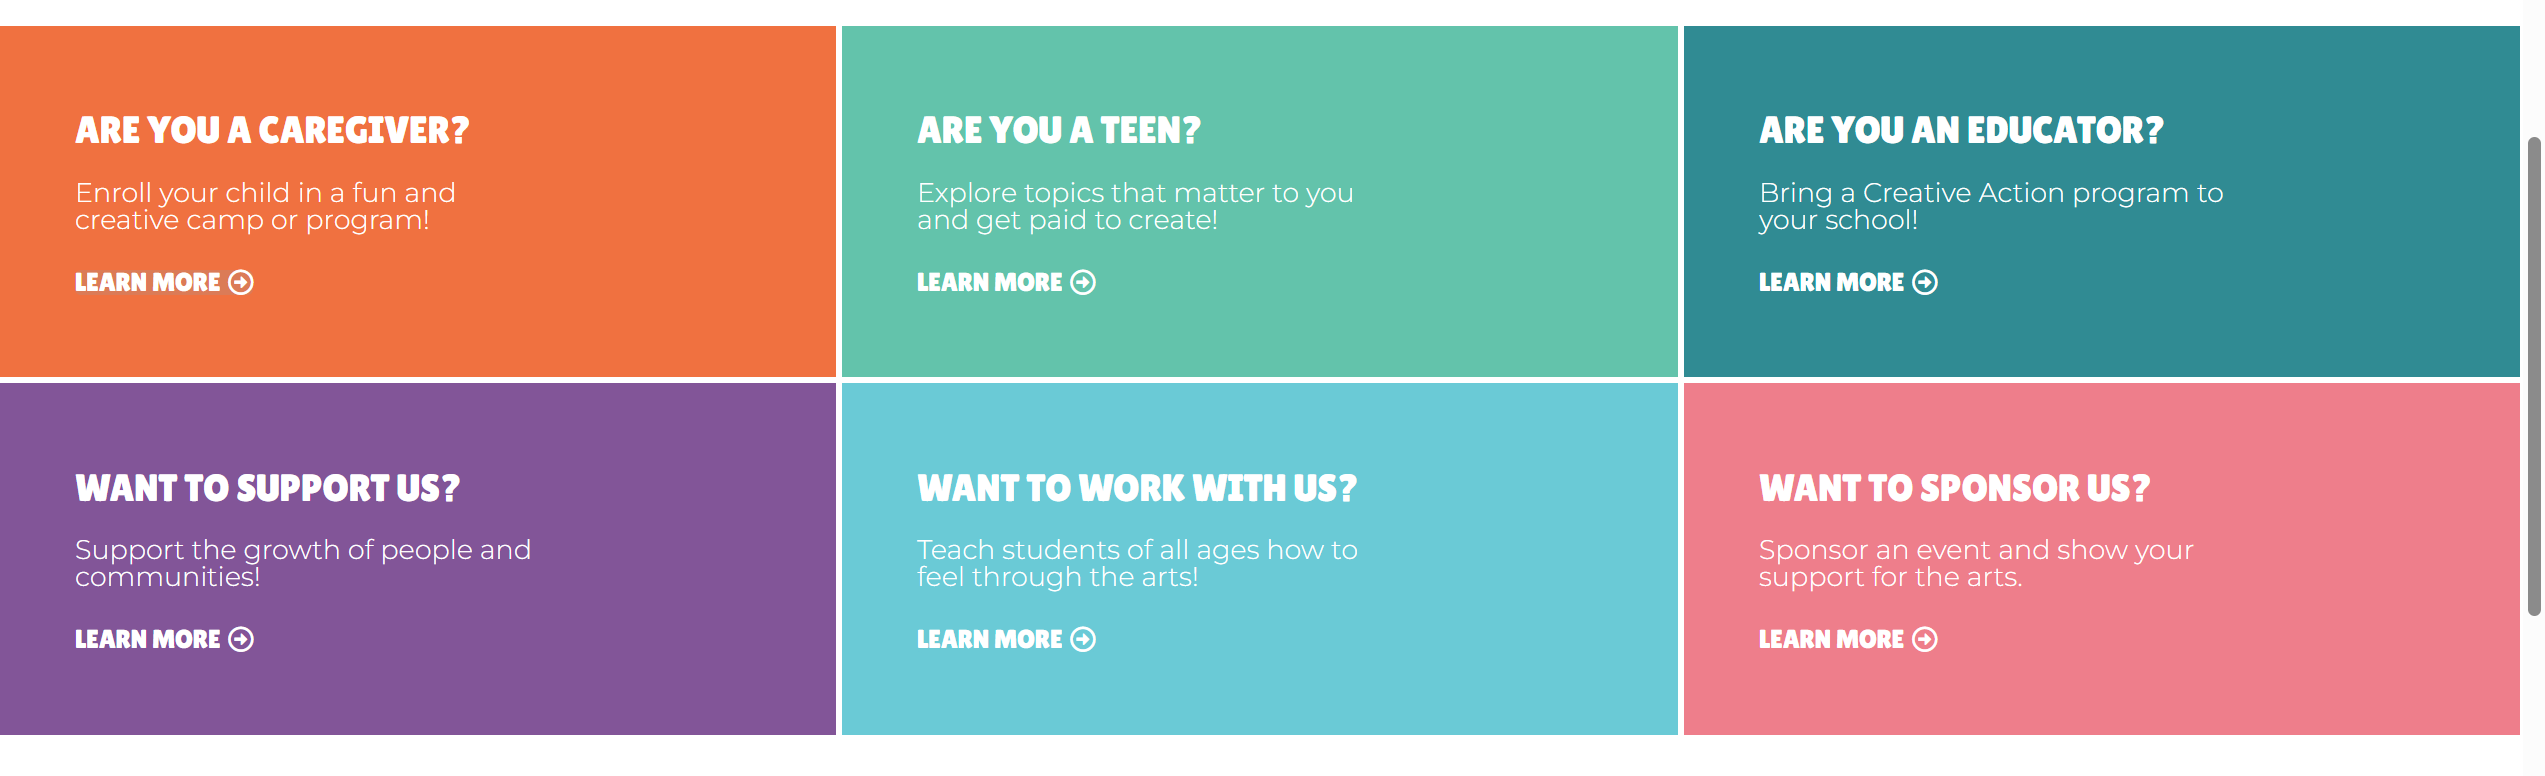 ARE YOU A CAREGIVER?
Enroll your child in a fun and
creative camp or program!
LEARN MORE
ARE YOU A TEEN?
Explore topics that matter to you
and get paid to create!
LEARN MORE
ARE YOU AN EDUCATOR?
Bring a Creative Action program to
your school!
LEARN MORE
WANT TO SUPPORT US?
Support the growth of people and
communities!
LEARN MORE
WANT TO WORK WITH US?
Teach students of all ages how to
feel through the arts!
LEARN MORE
WANT TO SPONSOR US?
Sponsor an event and show your
support for the arts.
LEARN MORE